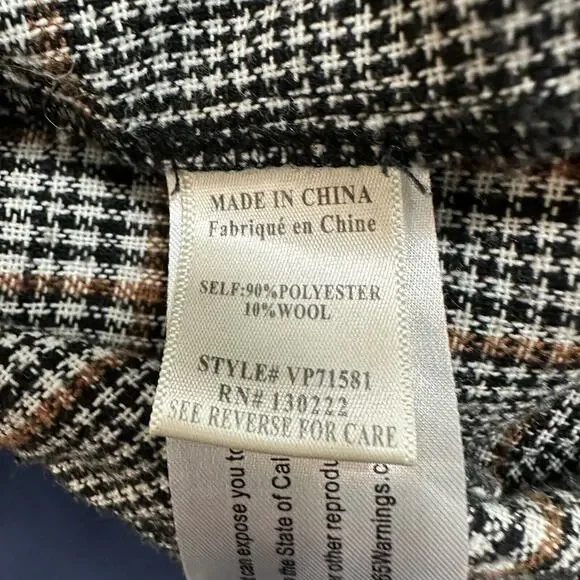 MADE IN CHINA
Fabriqué en Chine
SELF:90%POLYESTER
10%WOOL
STYLE# VP71581
RN# 130222
SEE REVERSE FOR CARE
can expose you to
the State of Cal
other reprodu
65Warnings.c